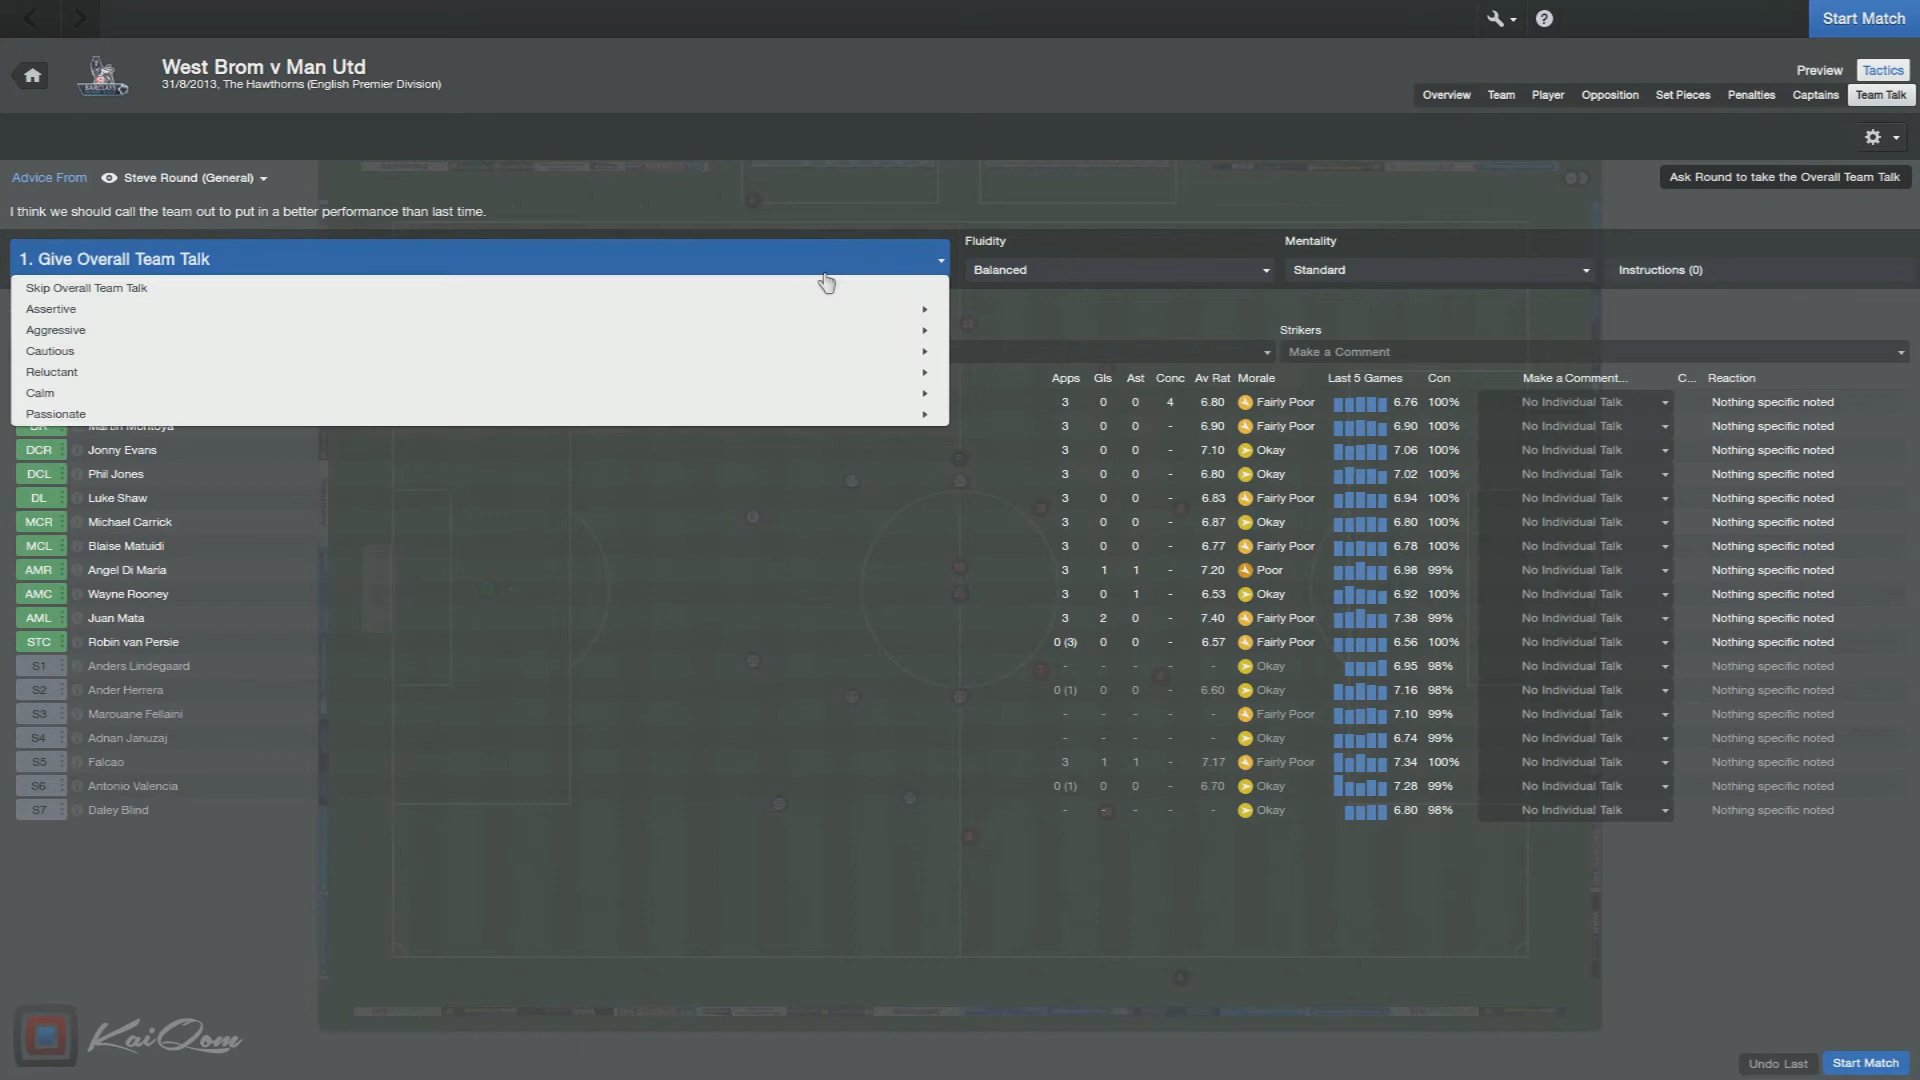 Start Match
West Brom v Man Utd
31/8/2013, The Hawthorns (English Premier Division)
Preview Tactics
Overview Team Player Opposition Set Pieces Penalties Captains Team Talk
Advice From Steve Round (General)
Ask Round to take the Overall Team Talk
I think we should call the team out to put in a better performance than last time.
1. Give Overall Team Talk
Fluidity Mentality
Balanced Standard Instructions (0)
Skip Overall Team Talk
Assertive
Aggressive
Cautious
Reluctant
Calm
Passionate
Strikers
Make a Comment
Apps Gls Ast Conc Av Rat Morale Last 5 Games Con Make a Comment... C... Reaction
3 0 0 4 6.80 Fairly Poor 6.76 100% No Individual Talk Nothing specific noted
DR Martin Montoya 3 0 0 - 6.90 Fairly Poor 6.90 100% No Individual Talk Nothing specific noted
DCR Jonny Evans 3 0 0 - 7.10 Okay 7.06 100% No Individual Talk Nothing specific noted
DCL Phil Jones 3 0 0 - 6.80 Okay 7.02 100% No Individual Talk Nothing specific noted
DL Luke Shaw 3 0 0 - 6.83 Fairly Poor 6.94 100% No Individual Talk Nothing specific noted
MCR Michael Carrick 3 0 0 - 6.87 Okay 6.80 100% No Individual Talk Nothing specific noted
MCL Blaise Matuidi 3 0 0 - 6.77 Fairly Poor 6.78 100% No Individual Talk Nothing specific noted
AMR Angel Di Maria 3 1 1 - 7.20 Poor 6.98 99% No Individual Talk Nothing specific noted
AMC Wayne Rooney 3 0 1 - 6.53 Okay 6.92 100% No Individual Talk Nothing specific noted
AML Juan Mata 3 2 0 - 7.40 Fairly Poor 7.38 99% No Individual Talk Nothing specific noted
STC Robin van Persie 0 (3) 0 0 - 6.57 Fairly Poor 6.56 100% No Individual Talk Nothing specific noted
S1 Anders Lindegaard - - - - - Okay 6.95 98% No Individual Talk Nothing specific noted
S2 Ander Herrera 0 (1) 0 0 - 6.60 Okay 7.16 98% No Individual Talk Nothing specific noted
S3 Marouane Fellaini - - - - - Fairly Poor 7.10 99% No Individual Talk Nothing specific noted
S4 Adnan Januzaj - - - - - Okay 6.74 99% No Individual Talk Nothing specific noted
S5 Falcao 3 1 1 - 7.17 Fairly Poor 7.34 100% No Individual Talk Nothing specific noted
S6 Antonio Valencia 0 (1) 0 0 - 6.70 Okay 7.28 99% No Individual Talk Nothing specific noted
S7 Daley Blind - - - - - Okay 6.80 98% No Individual Talk Nothing specific noted
KaiQom
Undo Last Start Match